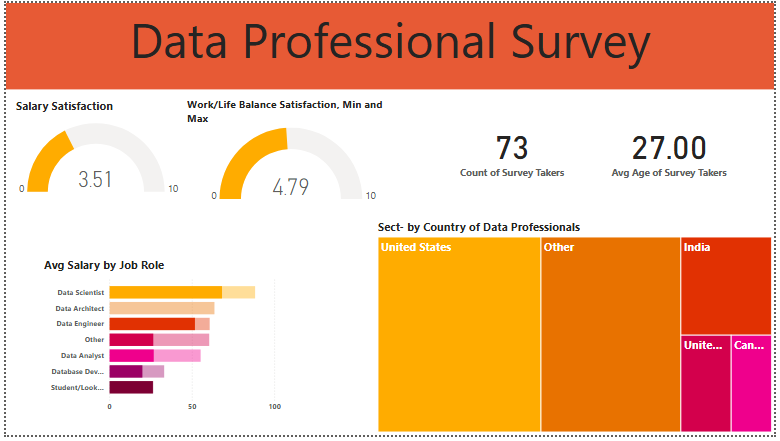 Data Professional Survey
Salary Satisfaction
3.51
0
10
Work/Life Balance Satisfaction, Min and
Max
4.79
0
10
73
Count of Survey Takers
27.00
Avg Age of Survey Takers
Avg Salary by Job Role
Data Scientist
Data Architect
Data Engineer
Other
Data Analyst
Database Dev...
Student/Look...
0
50
100
Sect- by Country of Data Professionals
United States
Other
India
Unite...
Can...